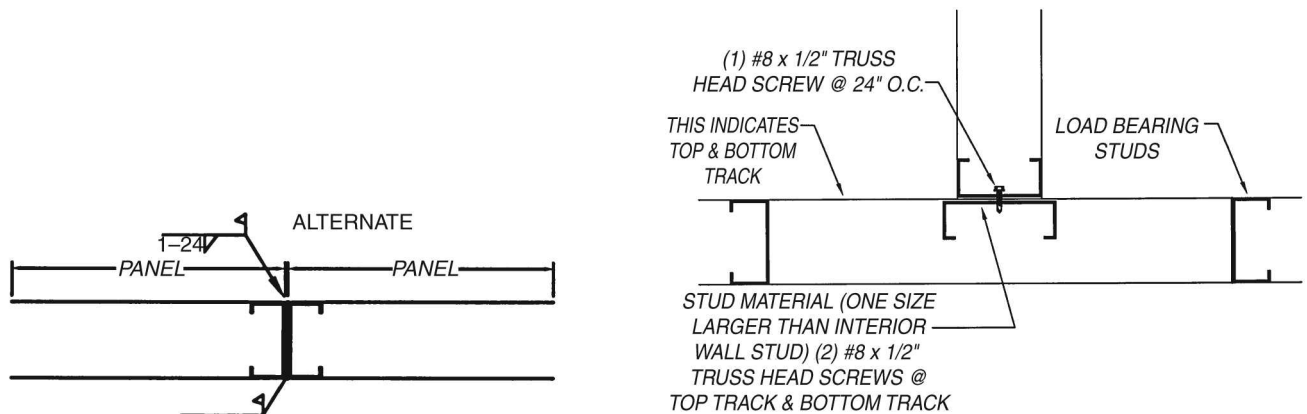 ALTERNATE
1–24
PANEL
PANEL
(1) #8 x 1/2" TRUSS
HEAD SCREW @ 24" O.C.
THIS INDICATES
TOP & BOTTOM
TRACK
LOAD BEARING
STUDS
STUD MATERIAL (ONE SIZE
LARGER THAN INTERIOR
WALL STUD) (2) #8 x 1/2"
TRUSS HEAD SCREWS @
TOP TRACK & BOTTOM TRACK